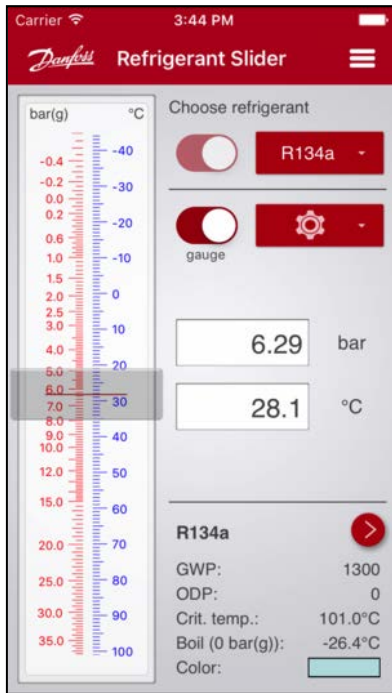 Carrier 3:44 PM
Danfoss Refrigerant Slider
bar(g) °C
Choose refrigerant
R134a
gauge
-0.4
-0.2
0.0
0.2
0.6
1.0
1.5
2.0
2.5
3.0
4.0
5.0
6.0
7.0
8.0
9.0
10.0
12.0
15.0
20.0
25.0
30.0
35.0
-40
-30
-20
-10
0
10
20
30
40
50
60
70
80
90
100
6.29 bar
28.1 °C
R134a
GWP: 1300
ODP: 0
Crit. temp.: 101.0°C
Boil (0 bar(g)): -26.4°C
Color: